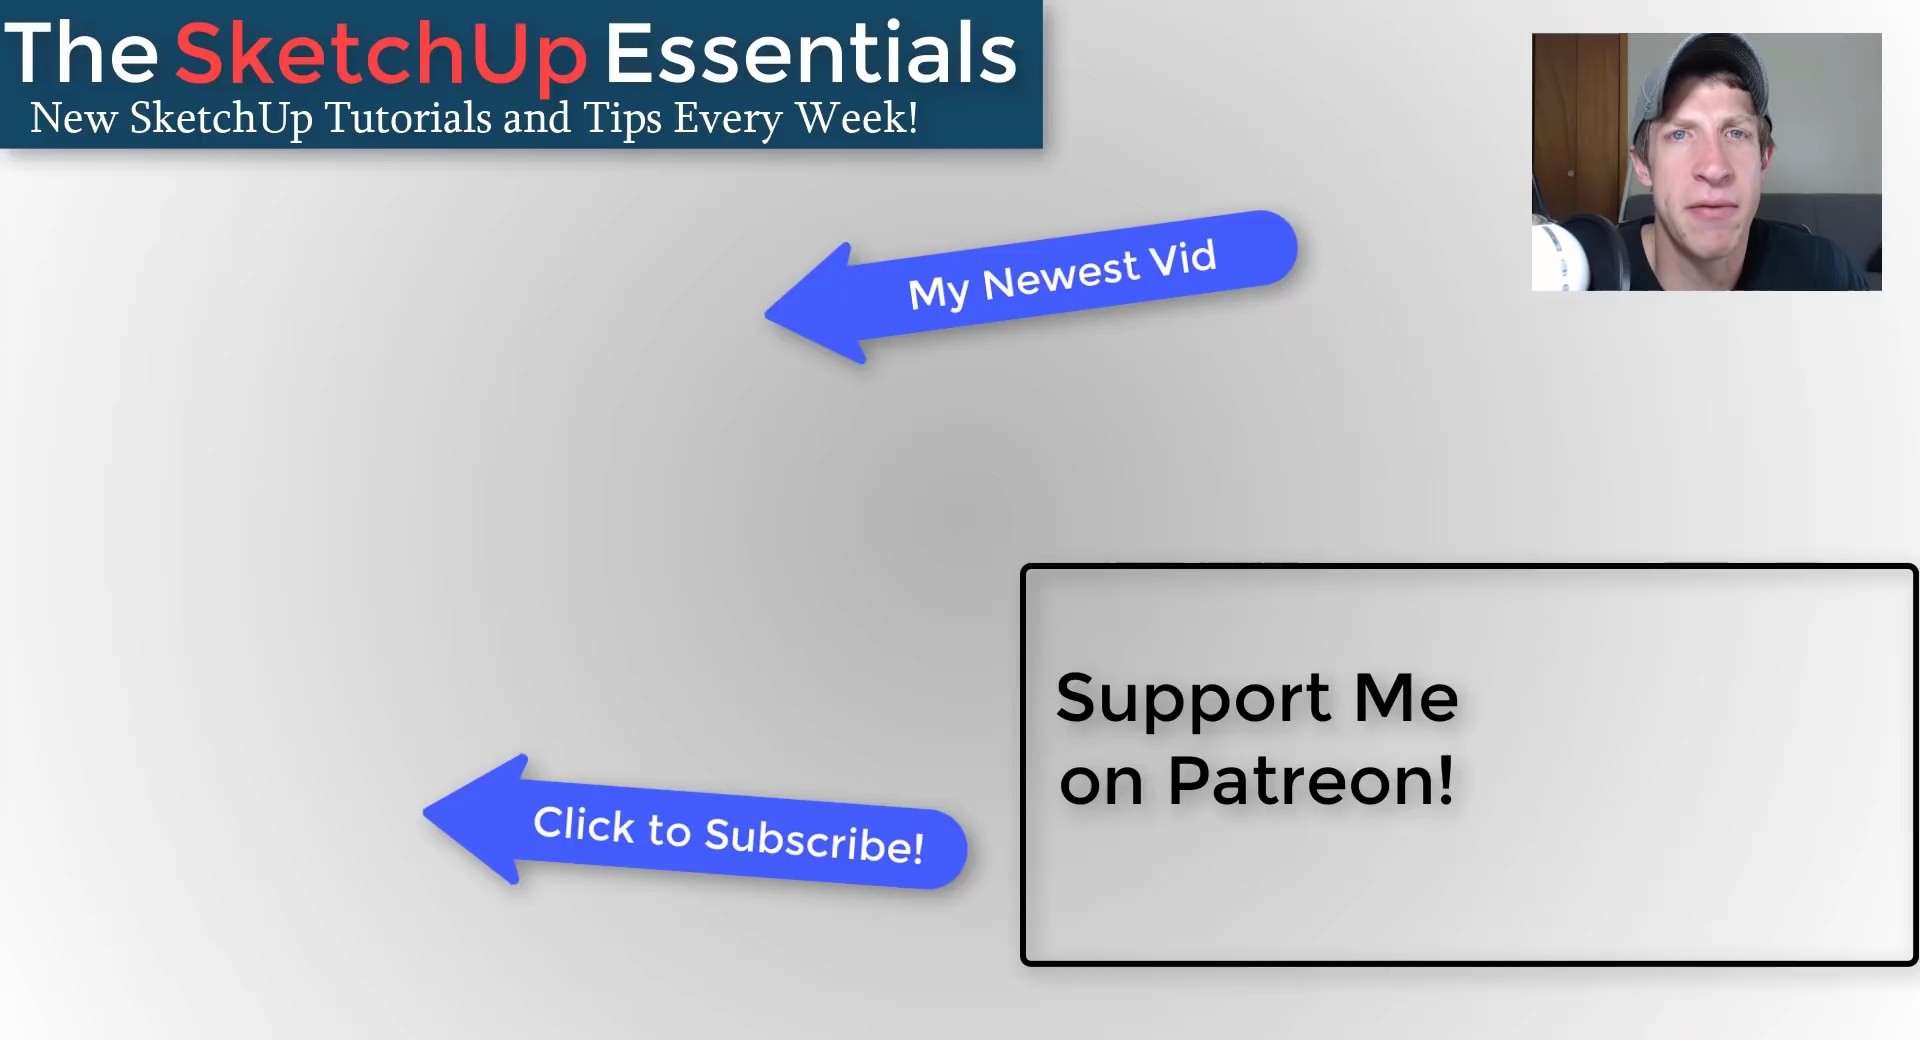 The SketchUp Essentials
New SketchUp Tutorials and Tips Every Week!
My Newest Vid
Support Me
on Patreon!
Click to Subscribe!